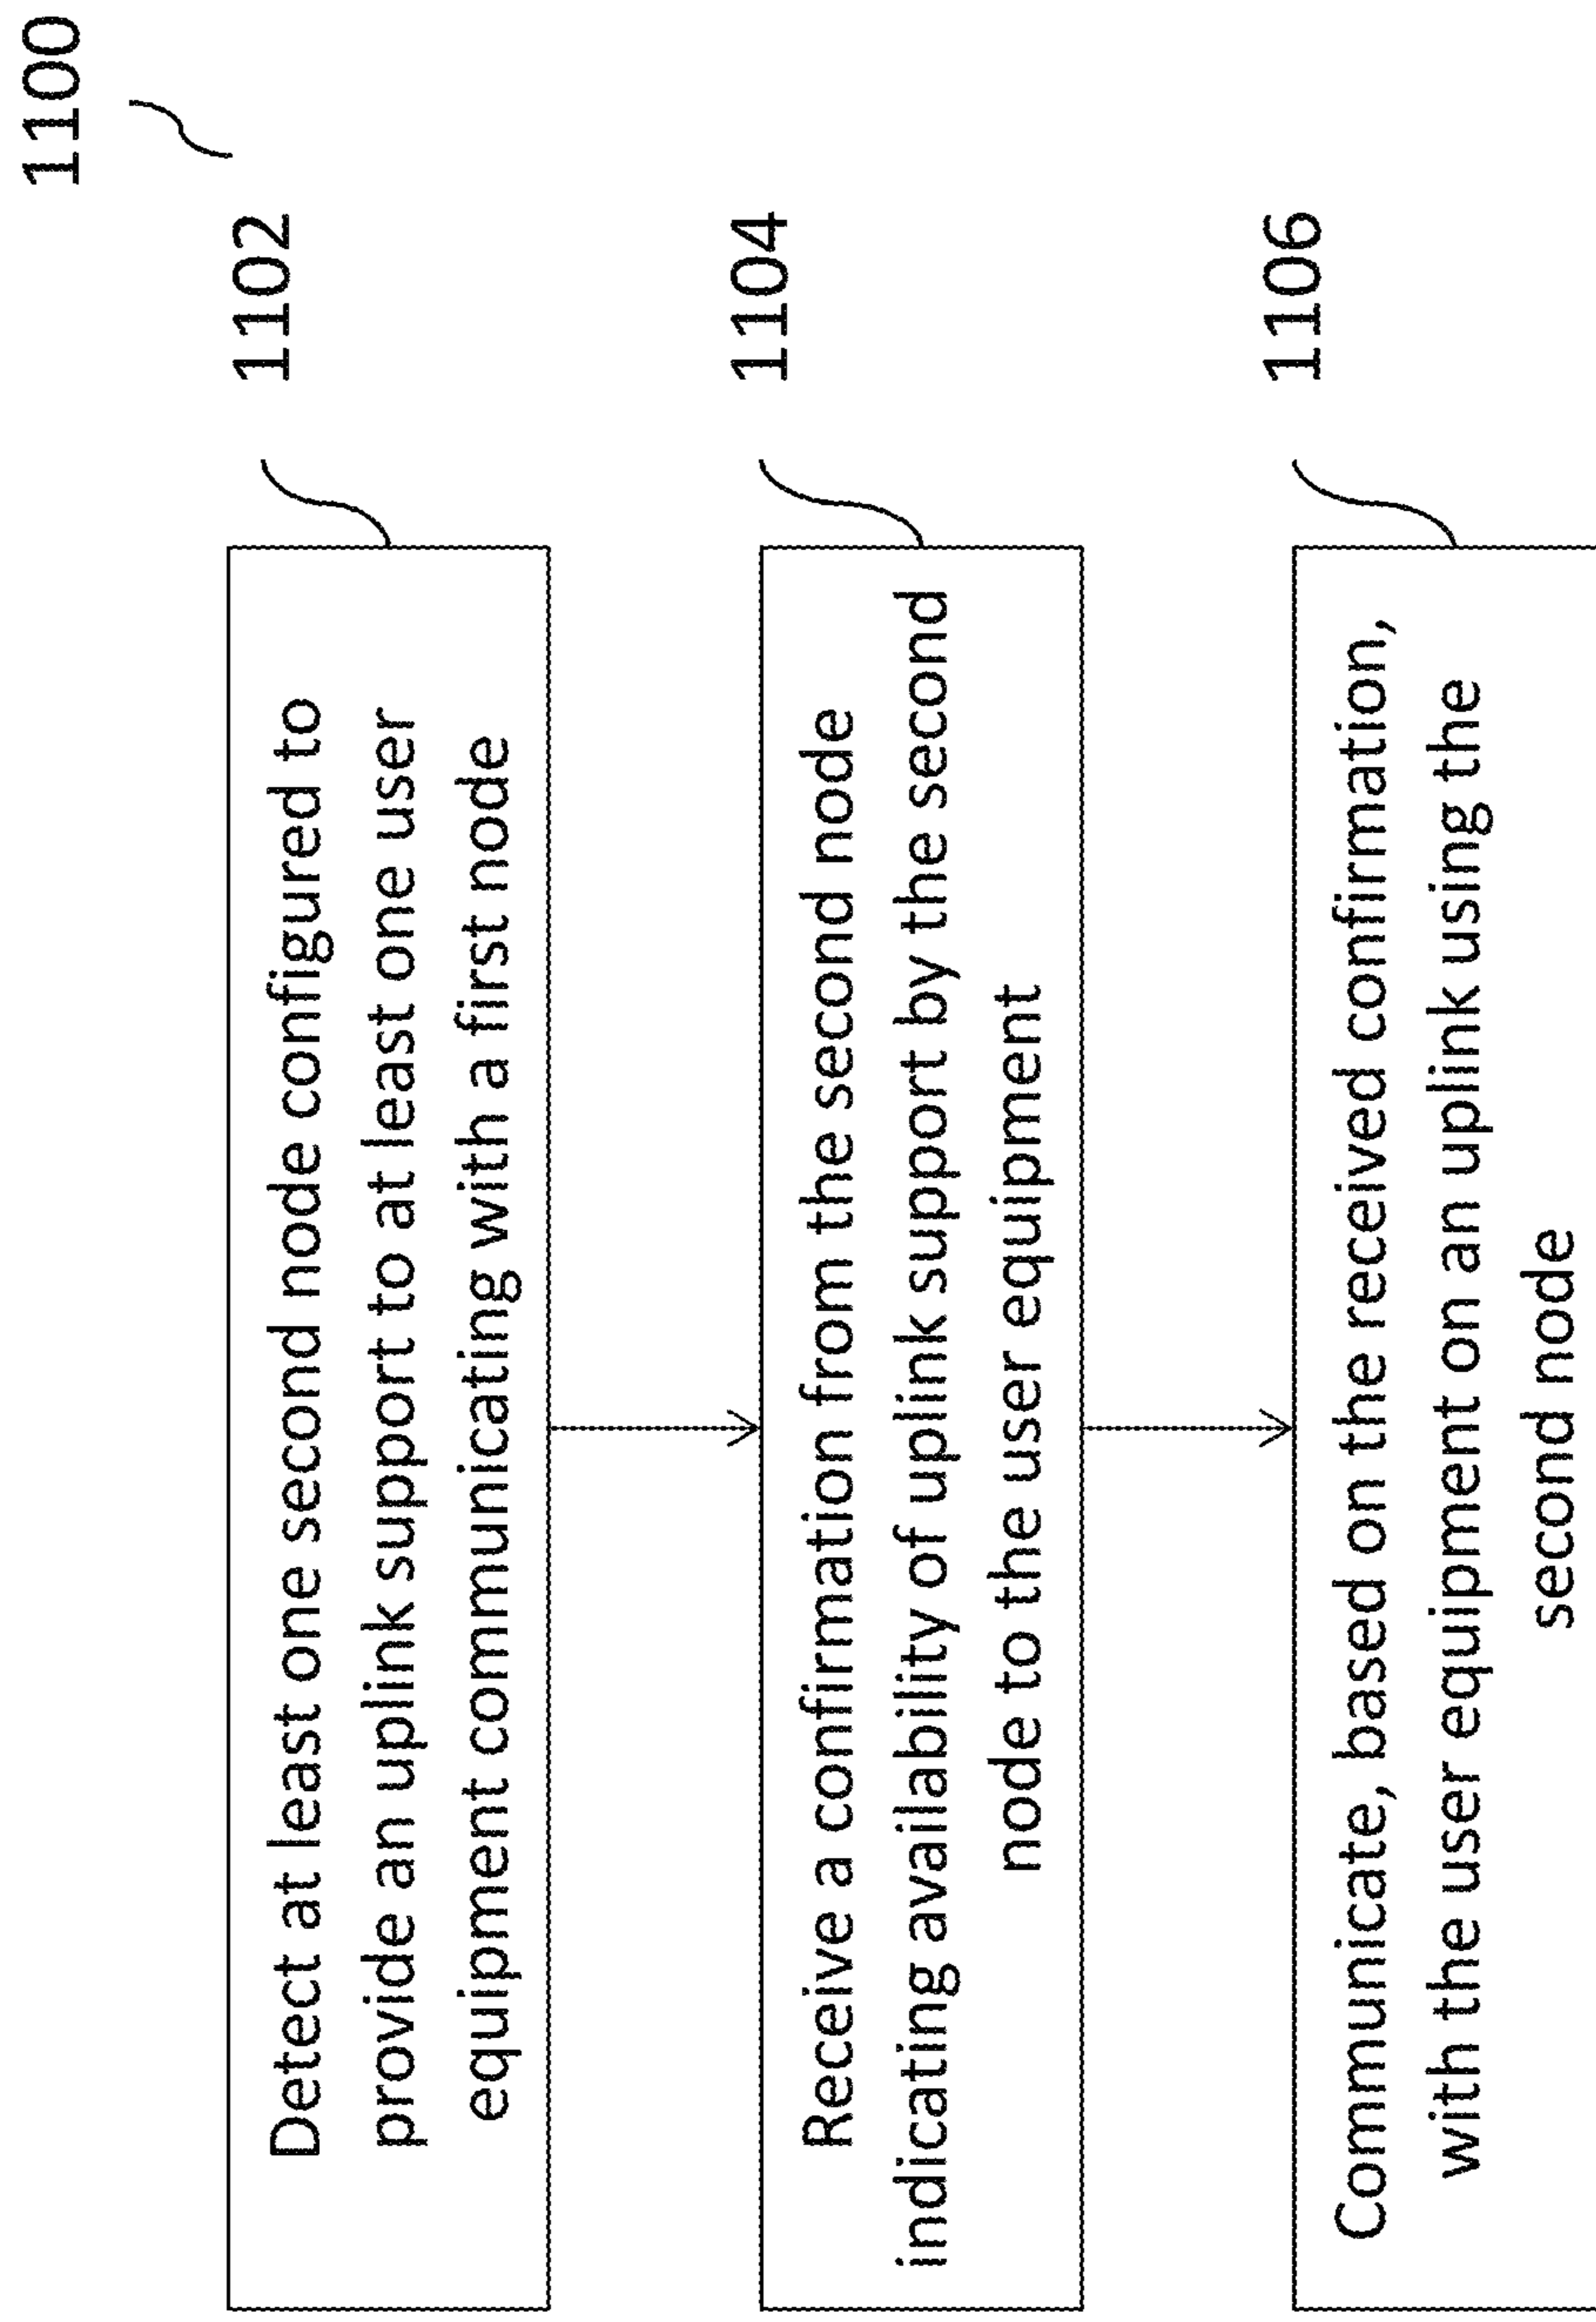 1100
1102
Detect at least one second node configured to
provide an uplink support to at least one user
equipment communicating with a first node
1104
Receive a confirmation from the second node
indicating availability of uplink support by the second
node to the user equipment
1106
Communicate, based on the received confirmation,
with the user equipment on an uplink using the
second node